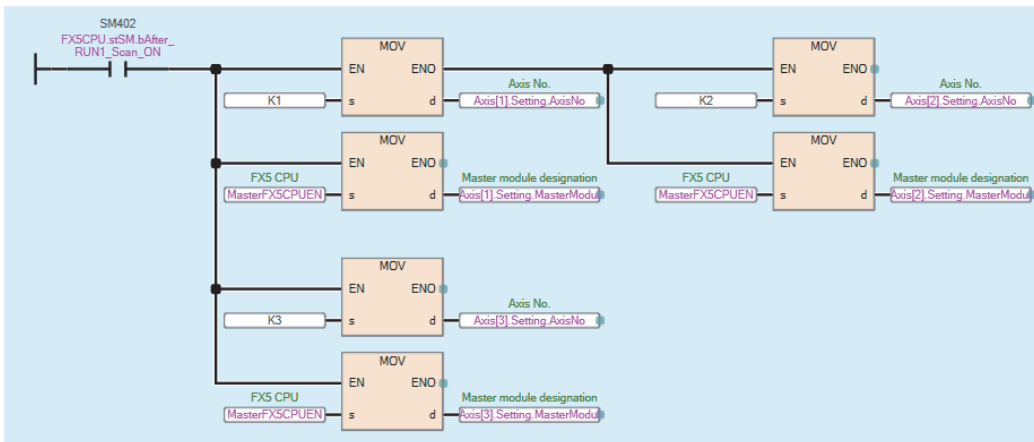 SM402
FX5CPU.stSM.bAfter_
RUN1_Scan_ON
MOV
EN ENO
Axis No.
K1 s d Axis[1].Setting.AxisNo
MOV
EN ENO
Axis No.
K2 s d Axis[2].Setting.AxisNo
MOV
EN ENO
FX5 CPU Master module designation
MasterFX5CPUEN s d Axis[1].Setting.MasterModul
MOV
EN ENO
FX5 CPU Master module designation
MasterFX5CPUEN s d Axis[2].Setting.MasterModul
MOV
EN ENO
Axis No.
K3 s d Axis[3].Setting.AxisNo
MOV
EN ENO
FX5 CPU Master module designation
MasterFX5CPUEN s d Axis[3].Setting.MasterModul